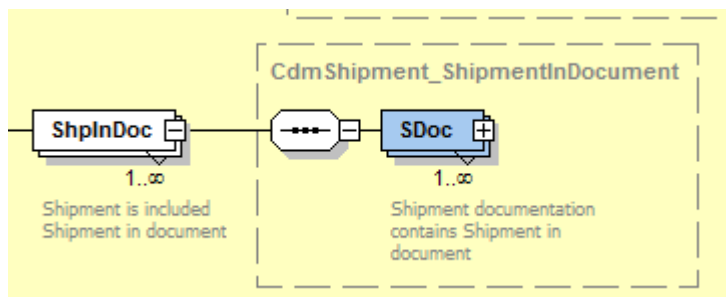 CdmShipment_ShipmentInDocument
ShpInDoc
SDoc
1..∞
1..∞
Shipment is included
Shipment in document
Shipment documentation
contains Shipment in
document